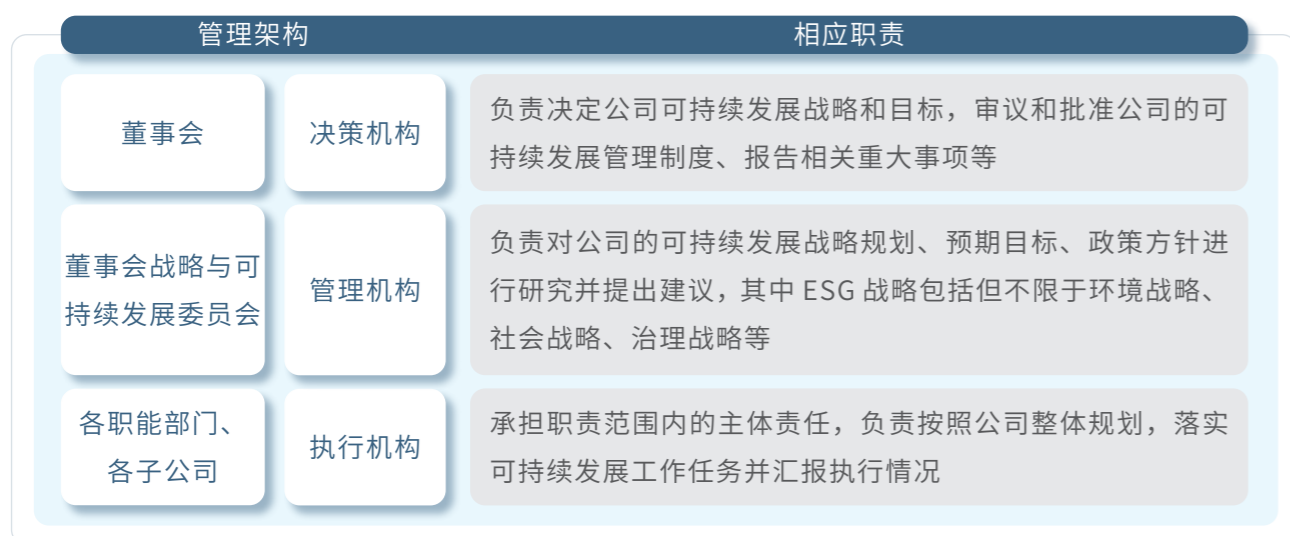 管理架构 相应职责
董事会
决策机构
负责决定公司可持续发展战略和目标，审议和批准公司的可
持续发展管理制度、报告相关重大事项等
董事会战略与可
持续发展委员会
管理机构
负责对公司的可持续发展战略规划、预期目标、政策方针进
行研究并提出建议，其中 ESG 战略包括但不限于环境战略、
社会战略、治理战略等
各职能部门、
各子公司
执行机构
承担职责范围内的主体责任，负责按照公司整体规划，落实
可持续发展工作任务并汇报执行情况